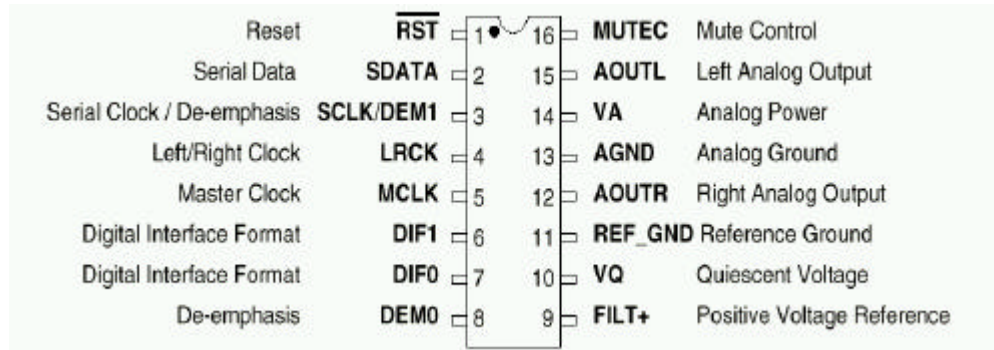 Reset RST 1 16 MUTEC Mute Control
Serial Data SDATA 2 15 AOUTL Left Analog Output
Serial Clock / De-emphasis SCLK/DEM1 3 14 VA Analog Power
Left/Right Clock LRCK 4 13 AGND Analog Ground
Master Clock MCLK 5 12 AOUTR Right Analog Output
Digital Interface Format DIF1 6 11 REF_GND Reference Ground
Digital Interface Format DIF0 7 10 VQ Quiescent Voltage
De-emphasis DEM0 8 9 FILT+ Positive Voltage Reference